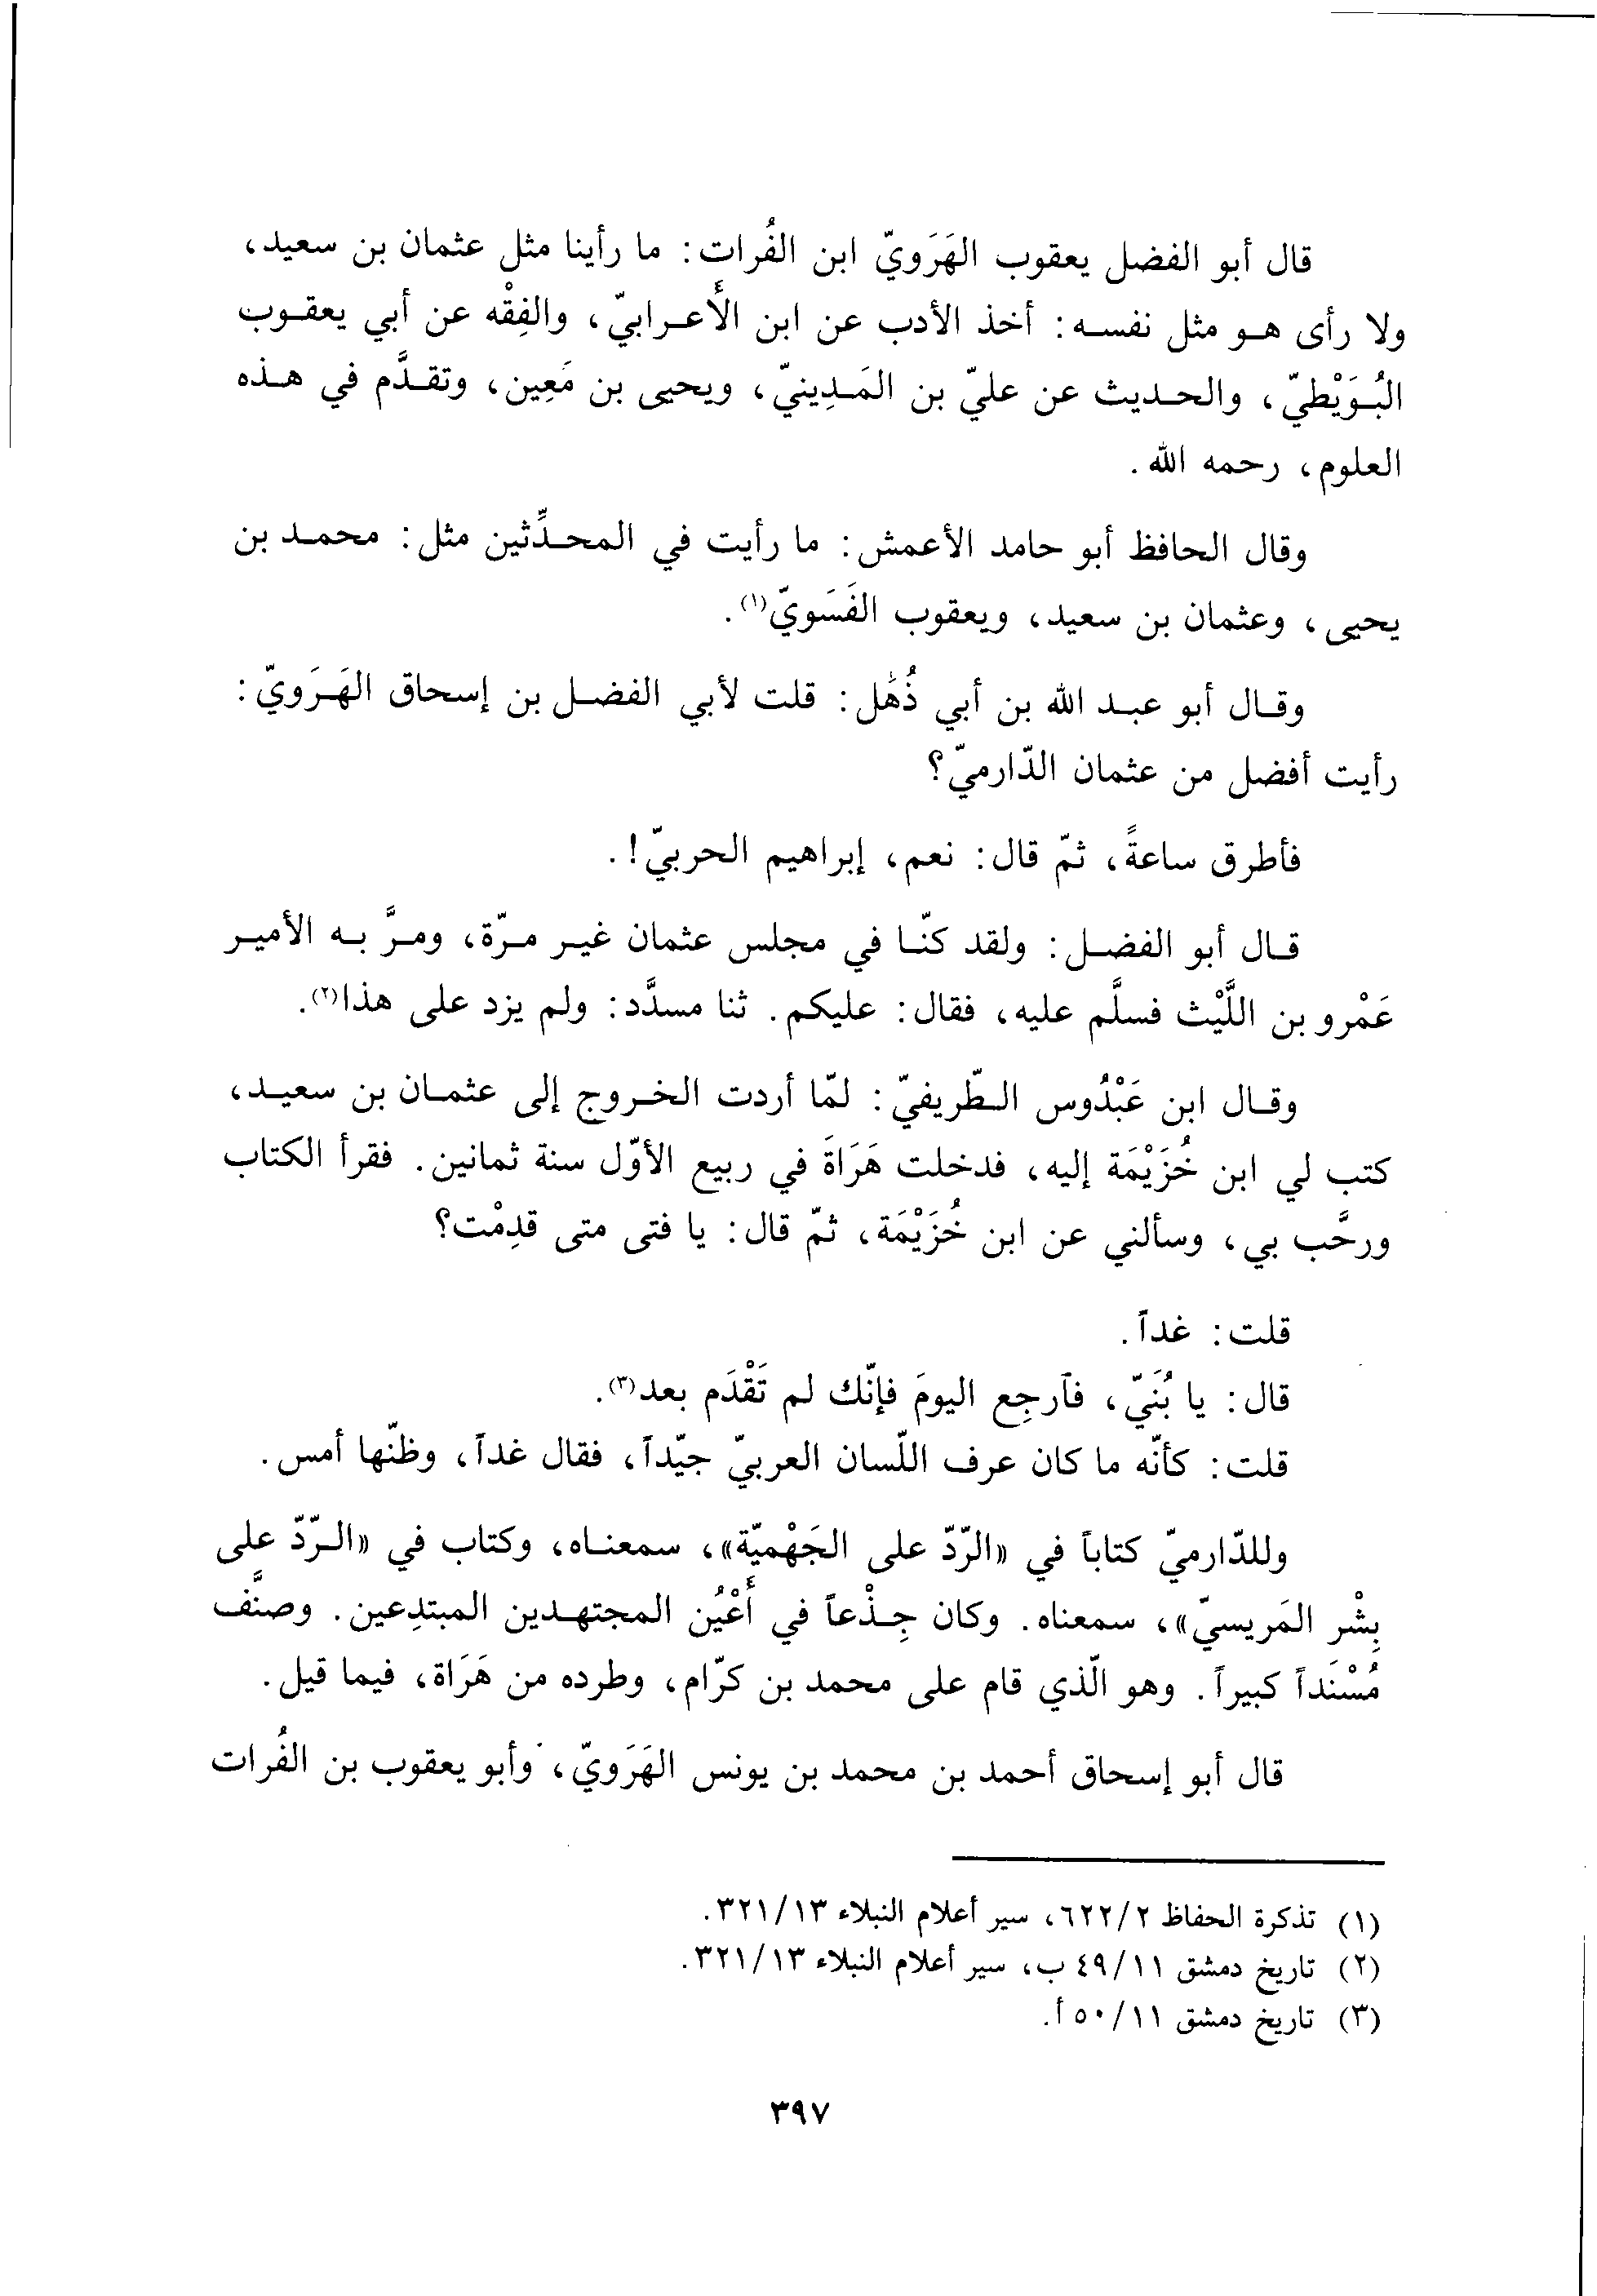 قال أبو الفضل يعقوب الهَرَويّ ابن الفُرات: ما رأينا مثل عثمان بن سعيد،
ولا رأى هو مثل نفسه: أخذ الأدب عن ابن الأَعرابيّ، والفِقْه عن أبي يعقوب
البُوَيْطيّ، والحديث عن عليّ بن المَدِينيّ، ويحيى بن مَعِين، وتقدَّم في هذه
العلوم، رحمه الله.
وقال الحافظ أبو حامد الأعمش: ما رأيت في المحدِّثين مثل: محمد بن
يحيى، وعثمان بن سعيد، ويعقوب الفَسَويّ(١).
وقال أبو عبد الله بن أبي ذُهْل: قلت لأبي الفضل بن إسحاق الهَرَويّ:
رأيت أفضل من عثمان الدّارميّ؟
فأطرق ساعةً، ثمّ قال: نعم، إبراهيم الحربيّ!.
قال أبو الفضل: ولقد كنّا في مجلس عثمان غير مرّة، ومرَّ به الأمير
عَمْرو بن اللَّيْث فسلَّم عليه، فقال: عليكم. ثنا مسدَّد: ولم يزد على هذا(٢).
وقال ابن عَبْدُوس الطّريفيّ: لمّا أردت الخروج إلى عثمان بن سعيد،
كتب لي ابن خُزَيْمَة إليه، فدخلت هَرَاةَ في ربيع الأوّل سنة ثمانين. فقرأ الكتاب
ورحَّب بي، وسألني عن ابن خُزَيْمَة، ثمّ قال: يا فتى متى قدِمْت؟
قلت: غداً.
قال: يا بُنَيّ، فآرجِع اليومَ فإنّك لم تَقْدَم بعد(٣).
قلت: كأنّه ما كان عرف اللّسان العربيّ جيّداً، فقال غداً، وظنّها أمس.
وللدّارميّ كتاباً في «الرّدّ على الجَهْميّة»، سمعناه، وكتاب في «الرّدّ على
بِشْر المَريسيّ»، سمعناه. وكان جِذْعاً في أَعْيُن المجتهدين المبتدِعين. وصنَّف
مُسْنَداً كبيراً. وهو الّذي قام على محمد بن كرّام، وطرده من هَرَاة، فيما قيل.
قال أبو إسحاق أحمد بن محمد بن يونس الهَرَويّ، وأبو يعقوب بن الفُرات
(١) تذكرة الحفاظ ٦٢٢/٢، سير أعلام النبلاء ٣٢١/١٣.
(٢) تاريخ دمشق ٤٩/١١ ب، سير أعلام النبلاء ٣٢١/١٣.
(٣) تاريخ دمشق ٥٠/١١ أ.
٣٩٧